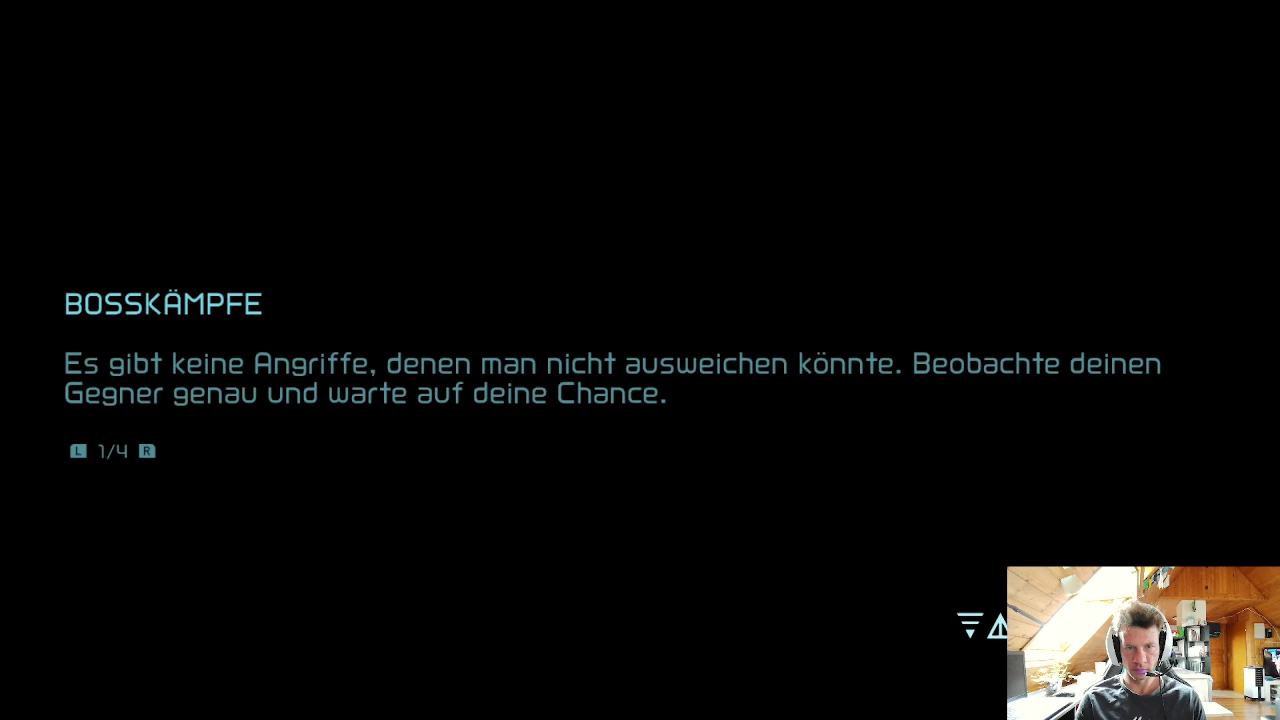 BOSSKÄMPFE
Es gibt keine Angriffe, denen man nicht ausweichen könnte. Beobachte deinen
Gegner genau und warte auf deine Chance.
L 1/4 R